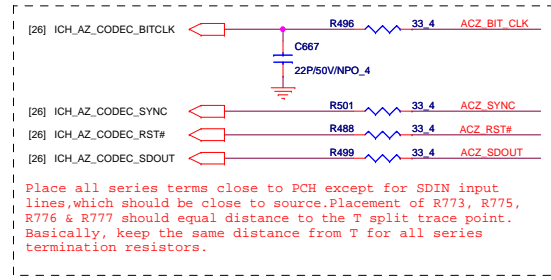 [26] ICH_AZ_CODEC_BITCLK R496 33_4 ACZ_BIT_CLK
C667
22P/50V/NPO_4
[26] ICH_AZ_CODEC_SYNC R501 33_4 ACZ_SYNC
[26] ICH_AZ_CODEC_RST# R488 33_4 ACZ_RST#
[26] ICH_AZ_CODEC_SDOUT R499 33_4 ACZ_SDOUT
Place all series terms close to PCH except for SDIN input
lines,which should be close to source.Placement of R773, R775,
R776 & R777 should equal distance to the T split trace point.
Basically, keep the same distance from T for all series
termination resistors.